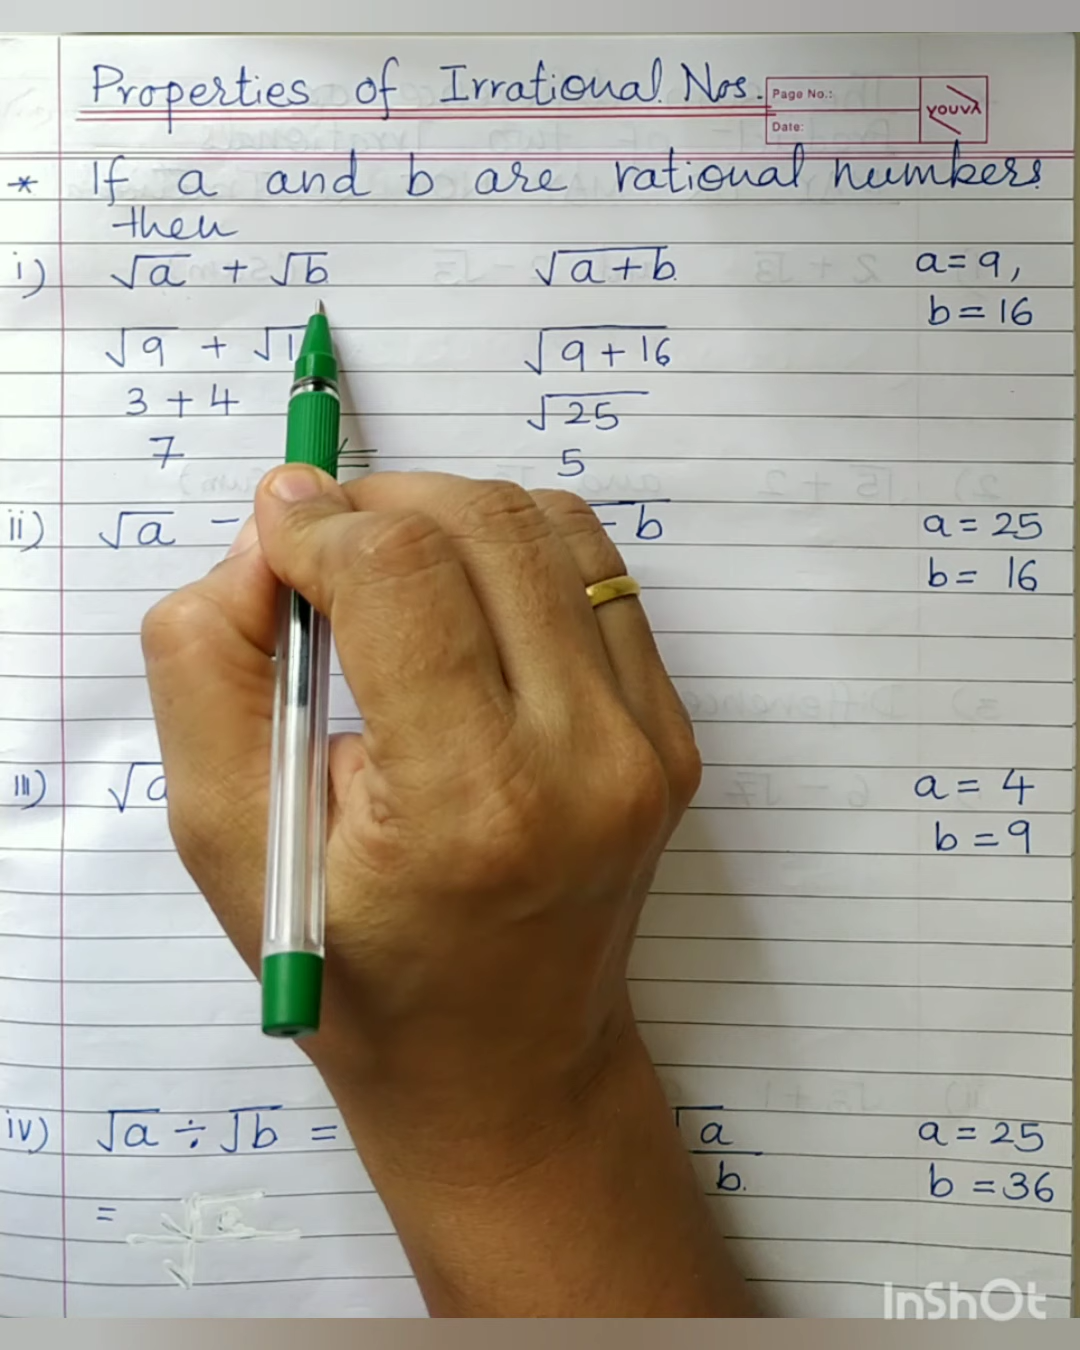 Properties of Irrational Nos.
Page No.:
Date:
YOUVA
* If a and b are rational numbers
then
i) √a + √b √(a+b) a=9,
b=16
√9 + √1 √(9+16)
3+4 √25
7 5
ii) √a - - b a=25
b= 16
iii) √a a= 4
b=9
iv) √a ÷ √b = √a/b. a=25
b=36
=
InShOt